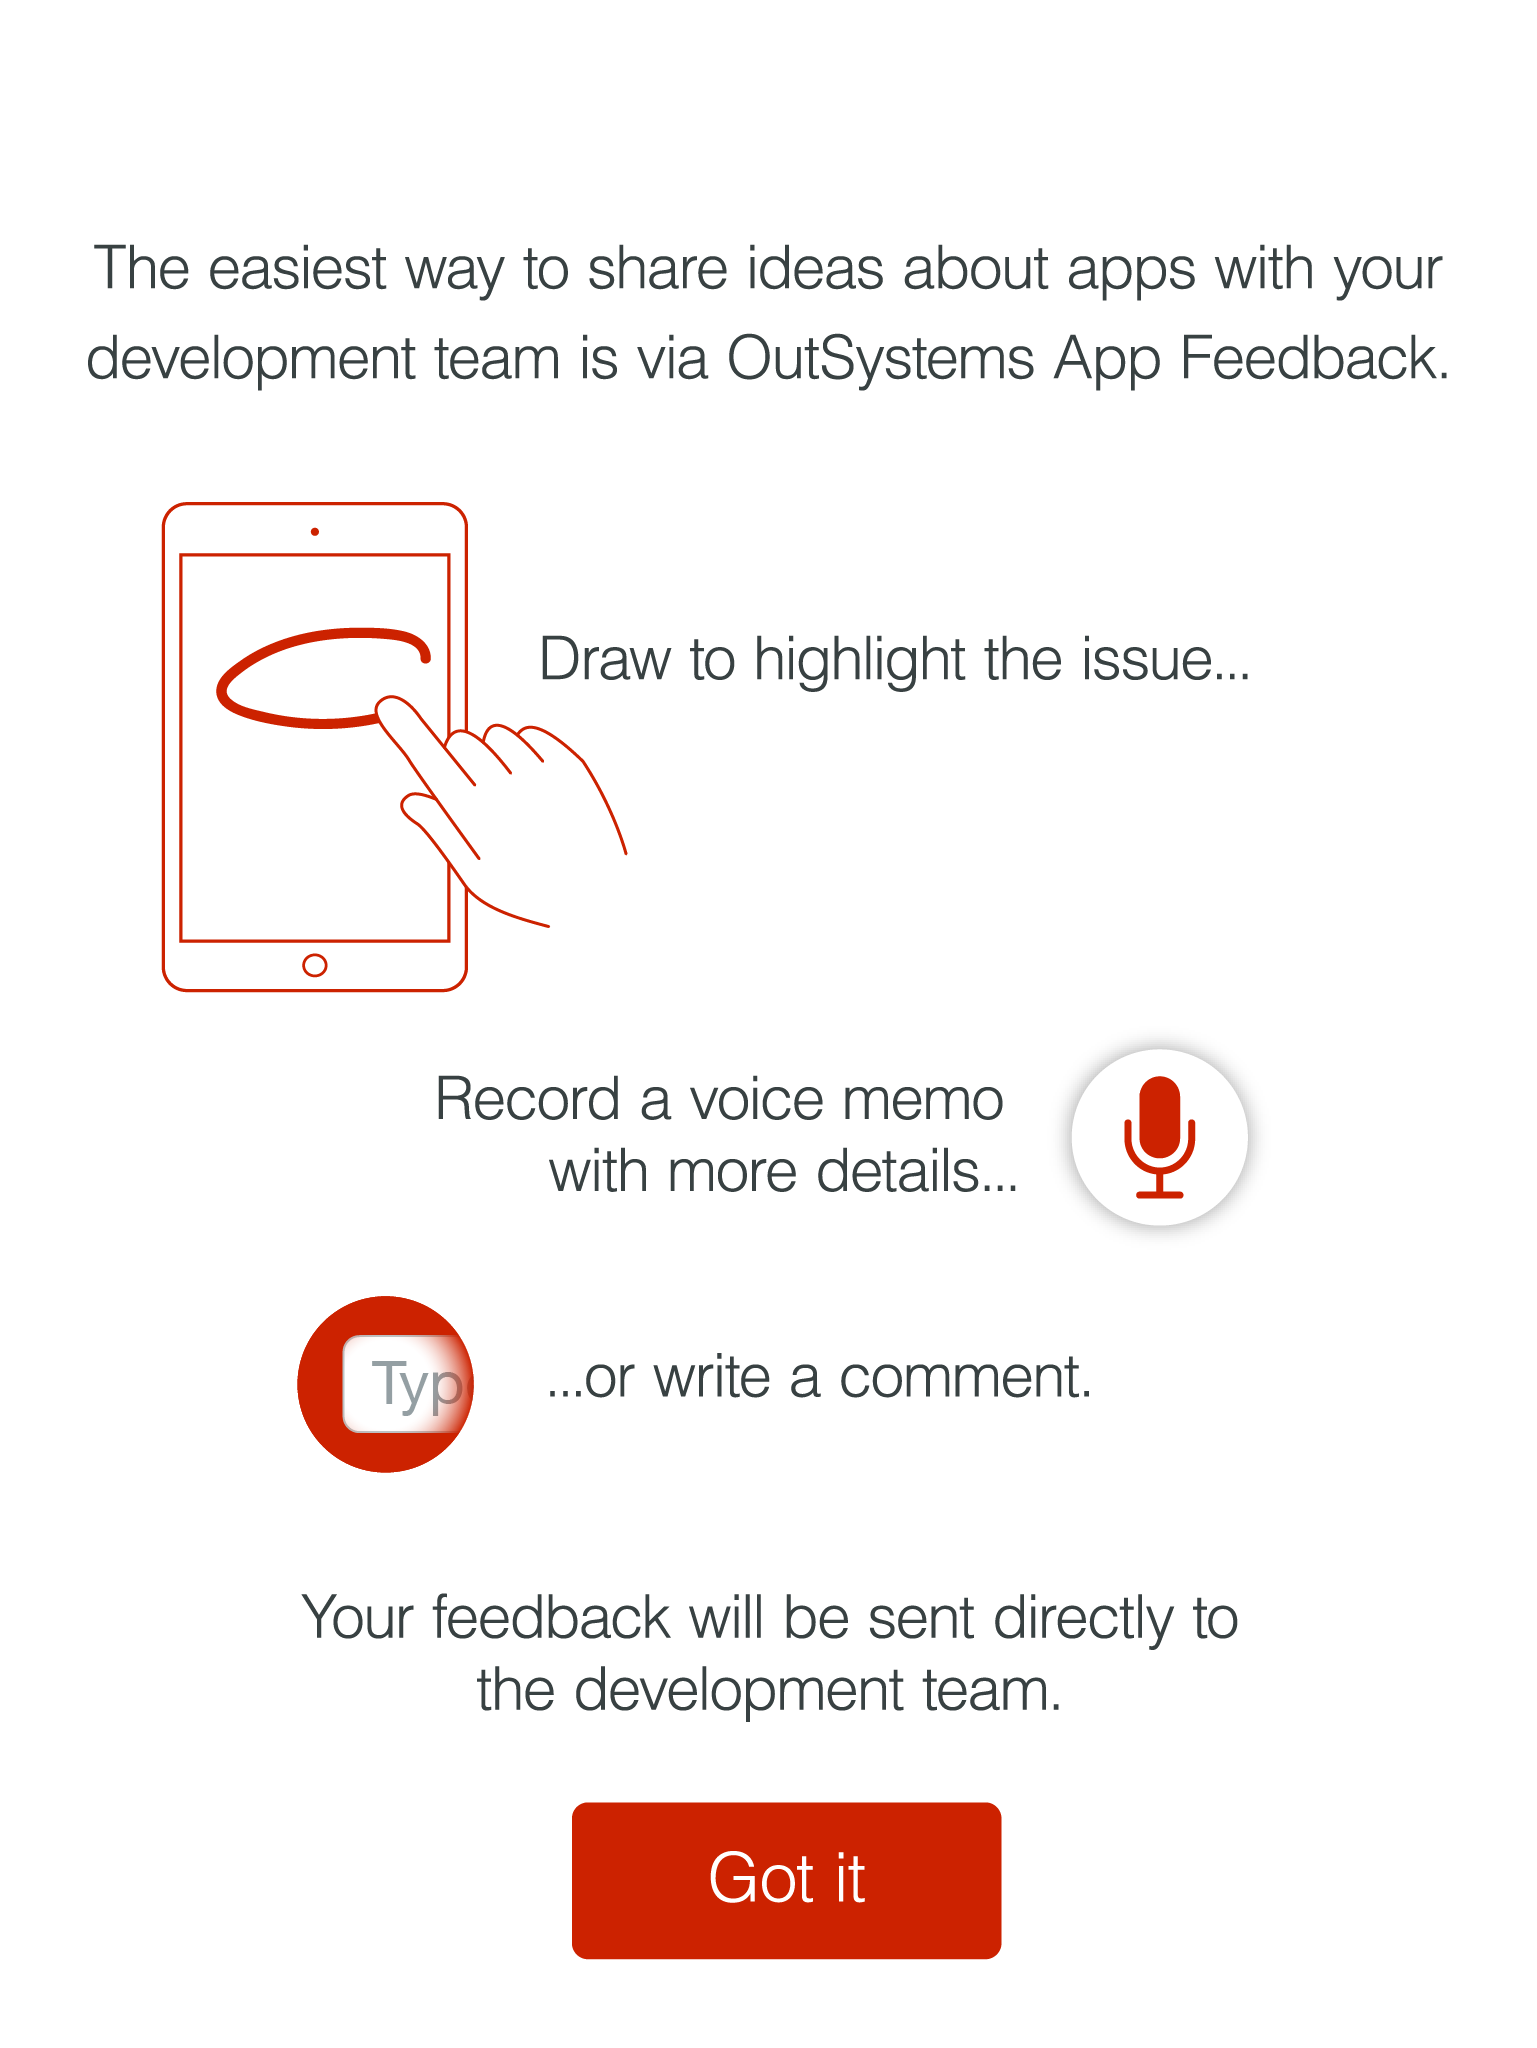 The easiest way to share ideas about apps with your
development team is via OutSystems App Feedback.
Draw to highlight the issue...
Record a voice memo
with more details...
Typ
...or write a comment.
Your feedback will be sent directly to
the development team.
Got it